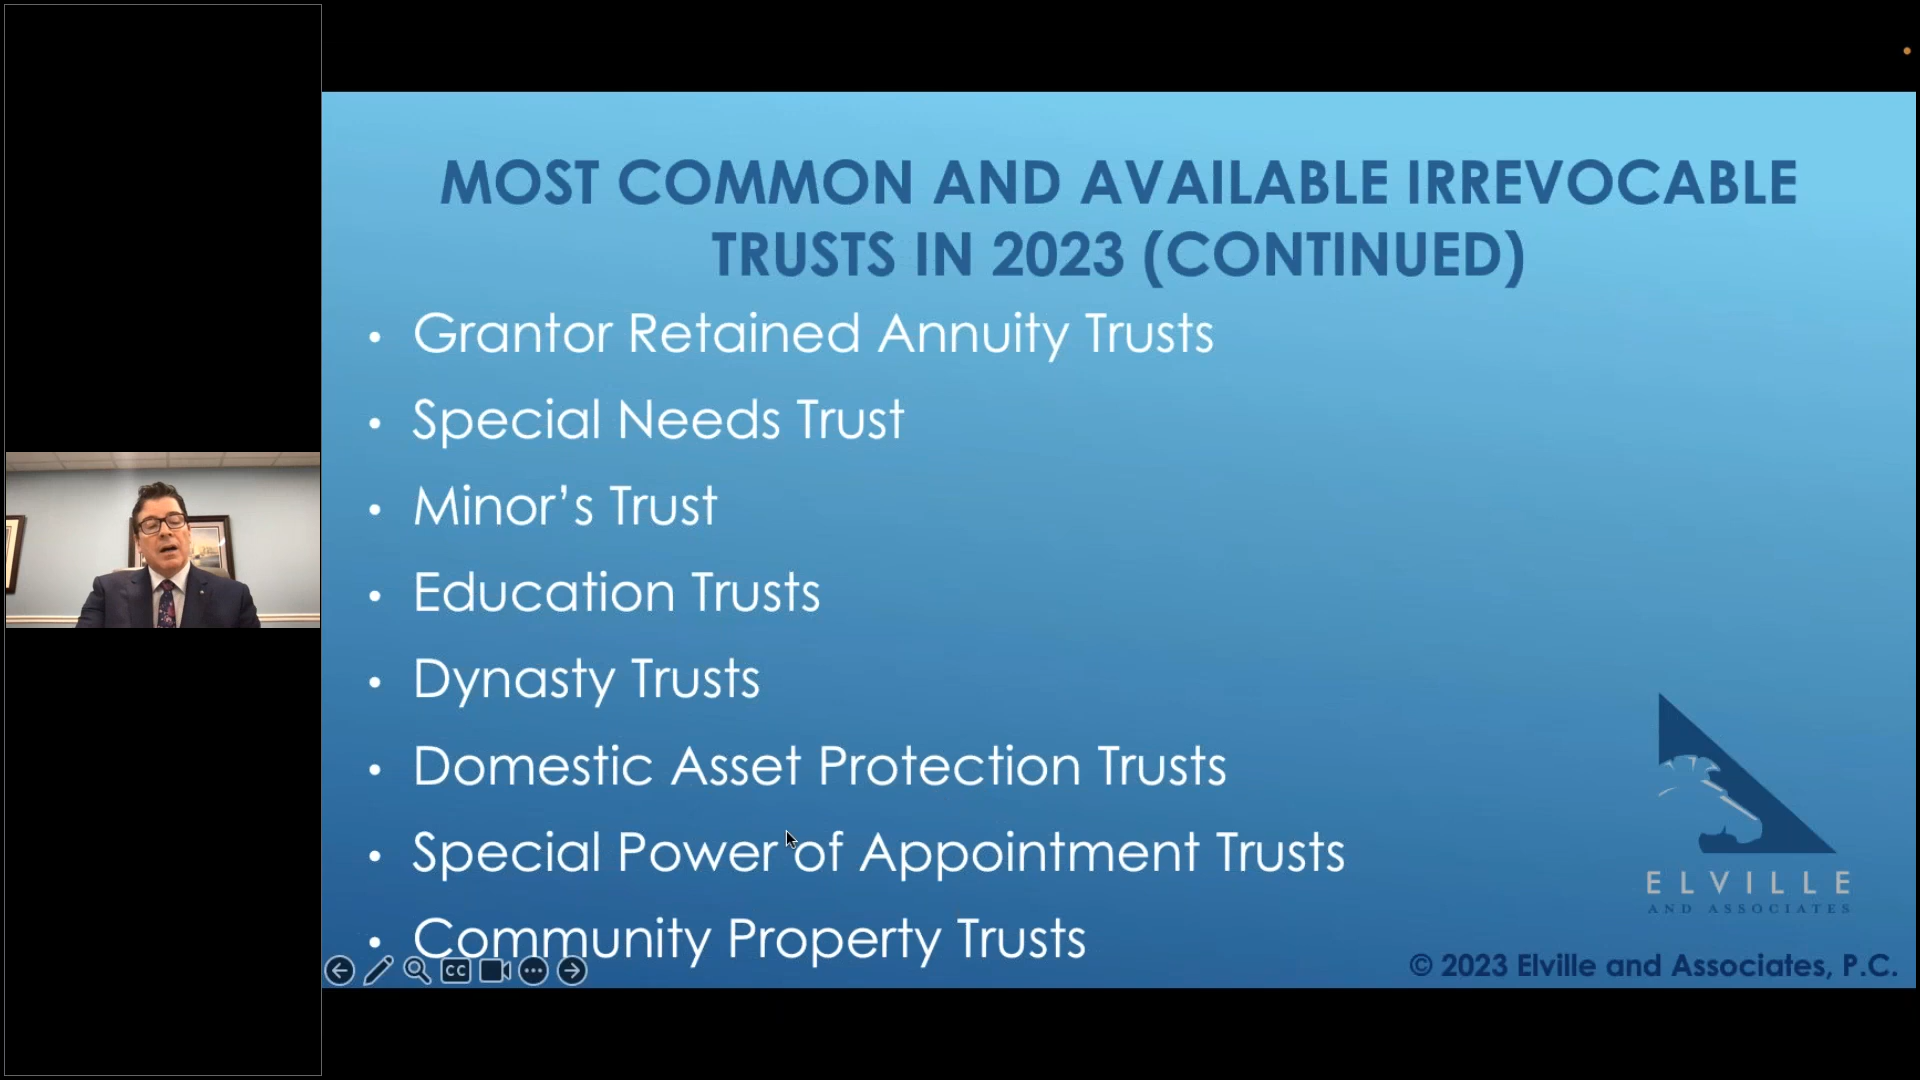 MOST COMMON AND AVAILABLE IRREVOCABLE
TRUSTS IN 2023 (CONTINUED)
• Grantor Retained Annuity Trusts
• Special Needs Trust
• Minor’s Trust
• Education Trusts
• Dynasty Trusts
• Domestic Asset Protection Trusts
• Special Power of Appointment Trusts
• Community Property Trusts
CC
ELVILLE
AND ASSOCIATES
© 2023 Elville and Associates, P.C.